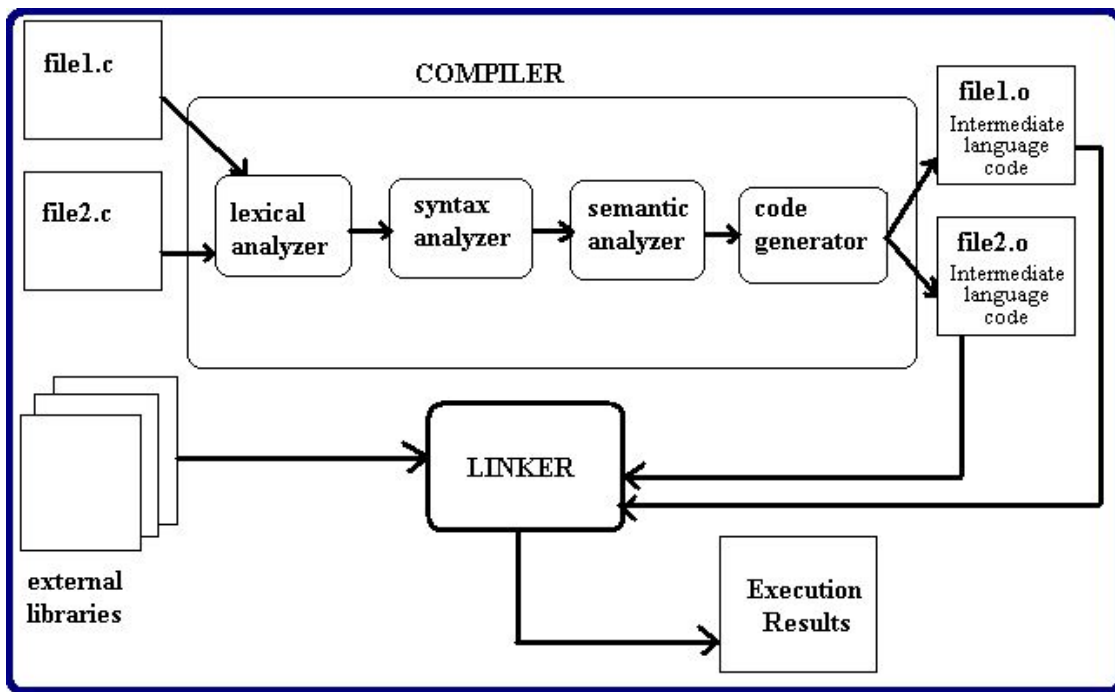 file1.c
COMPILER
file2.c
lexical
analyzer
syntax
analyzer
semantic
analyzer
code
generator
file1.o
Intermediate
language
code
file2.o
Intermediate
language
code
external
libraries
LINKER
Execution
Results